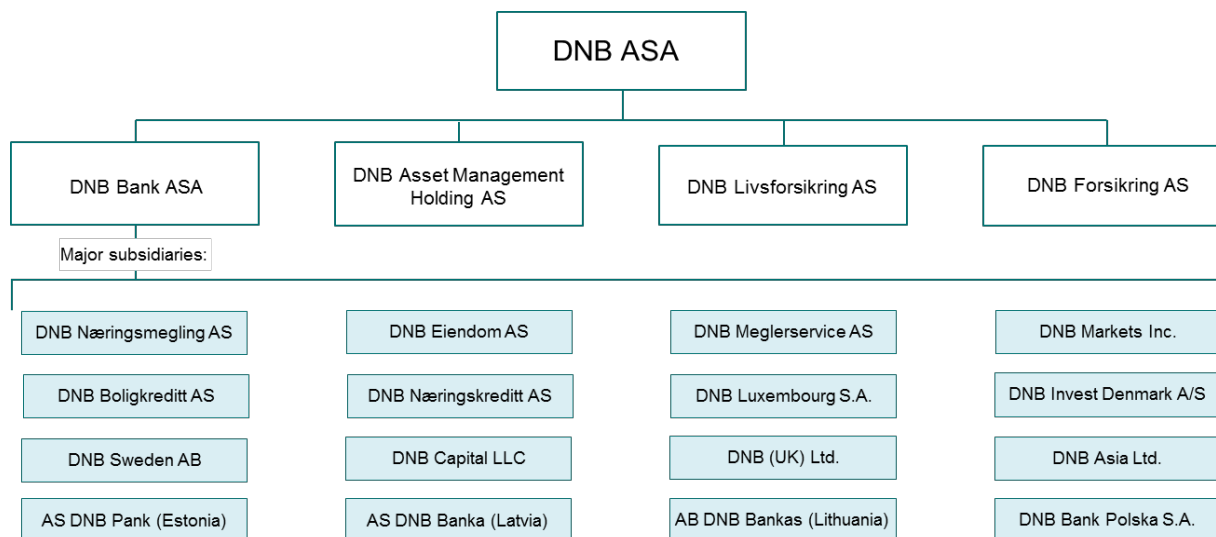 DNB ASA
DNB Bank ASA
DNB Asset Management
Holding AS
DNB Livsforsikring AS
DNB Forsikring AS
Major subsidiaries:
DNB Næringsmegling AS
DNB Eiendom AS
DNB Meglerservice AS
DNB Markets Inc.
DNB Boligkreditt AS
DNB Næringskreditt AS
DNB Luxembourg S.A.
DNB Invest Denmark A/S
DNB Sweden AB
DNB Capital LLC
DNB (UK) Ltd.
DNB Asia Ltd.
AS DNB Pank (Estonia)
AS DNB Banka (Latvia)
AB DNB Bankas (Lithuania)
DNB Bank Polska S.A.